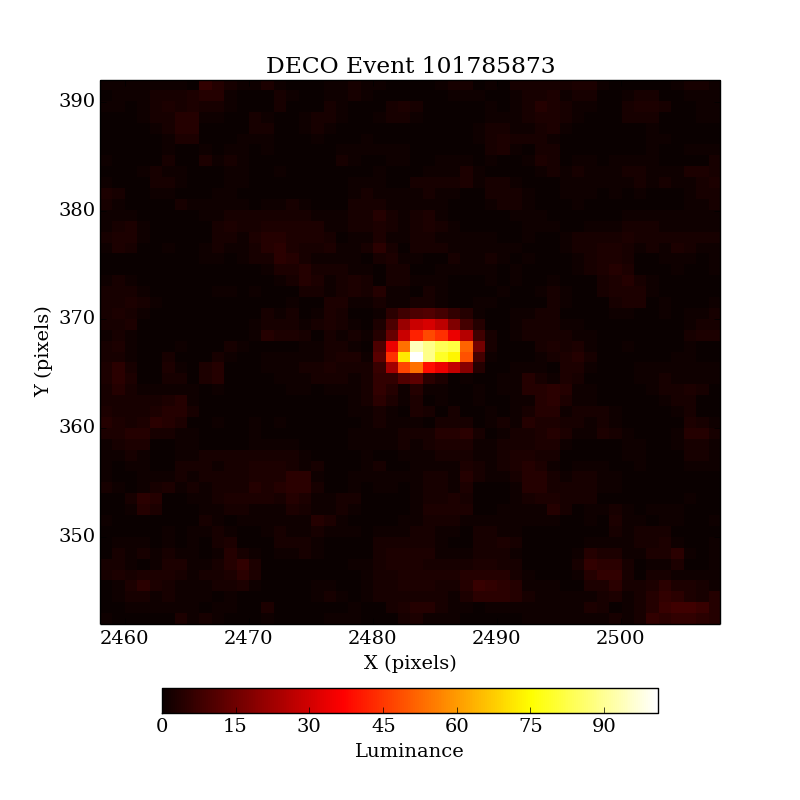 DECO Event 101785873
390
380
370
360
350
Y (pixels)
2460 2470 2480 2490 2500
X (pixels)
0 15 30 45 60 75 90
Luminance